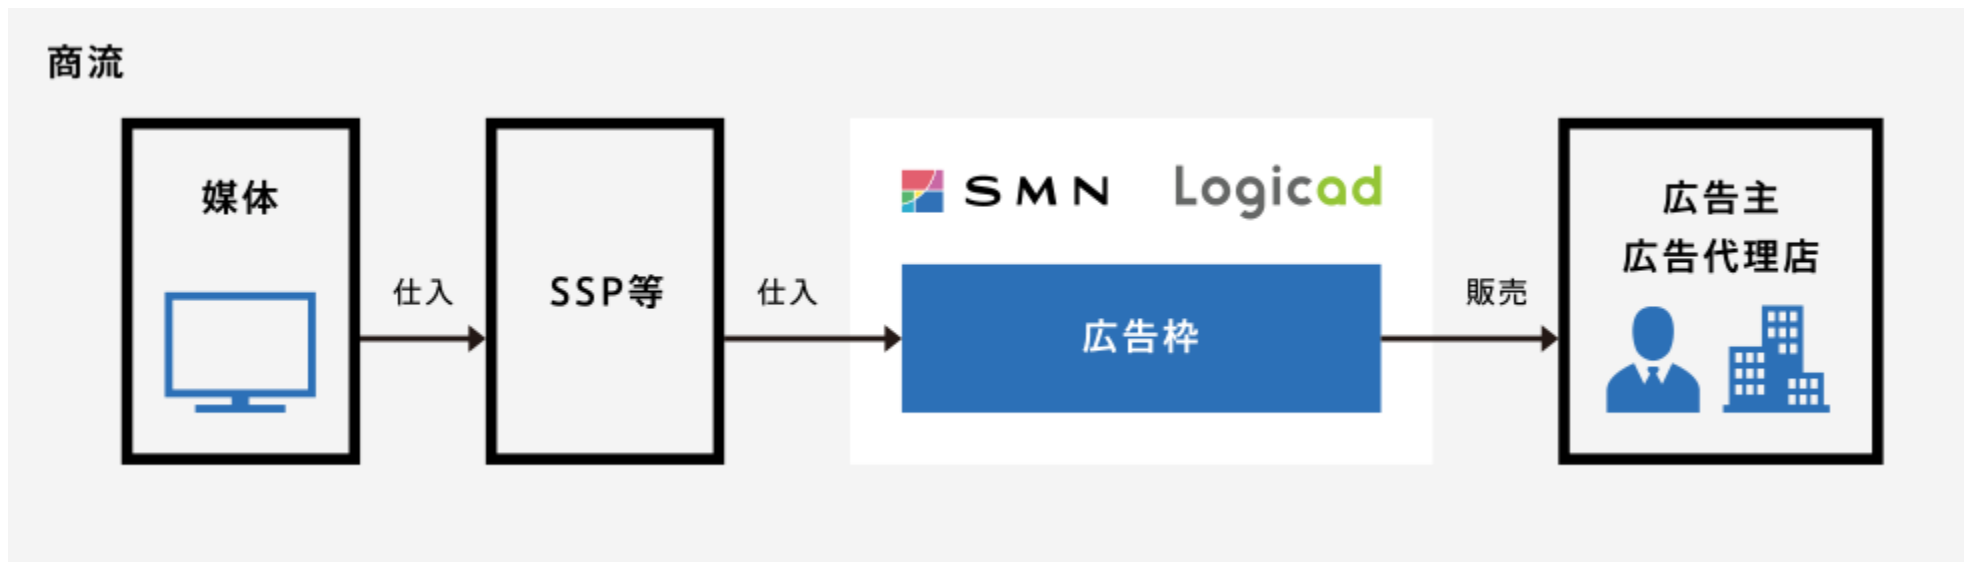 商流
媒体
仕入
SSP等
仕入
SMN Logicad
広告枠
販売
広告主
広告代理店